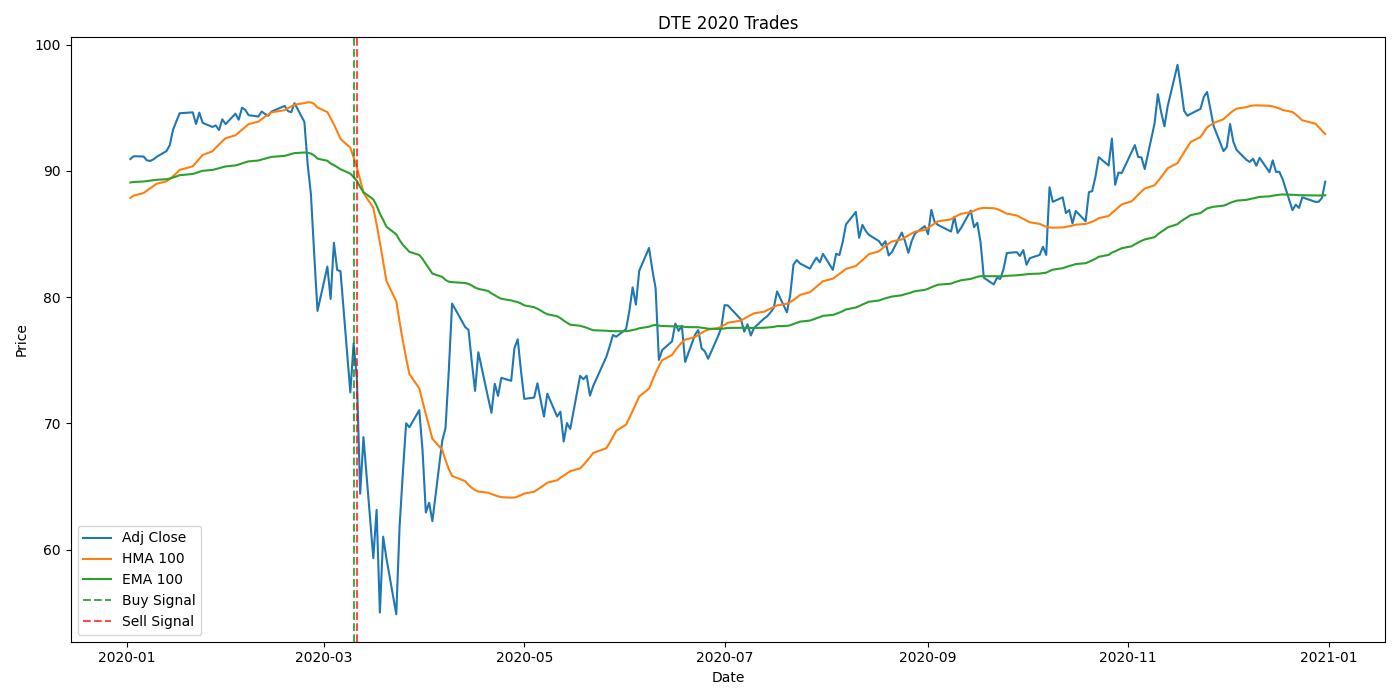 DTE 2020 Trades
100
90
80
70
60
Price
Adj Close
HMA 100
EMA 100
Buy Signal
Sell Signal
2020-01
2020-03
2020-05
2020-07
2020-09
2020-11
2021-01
Date